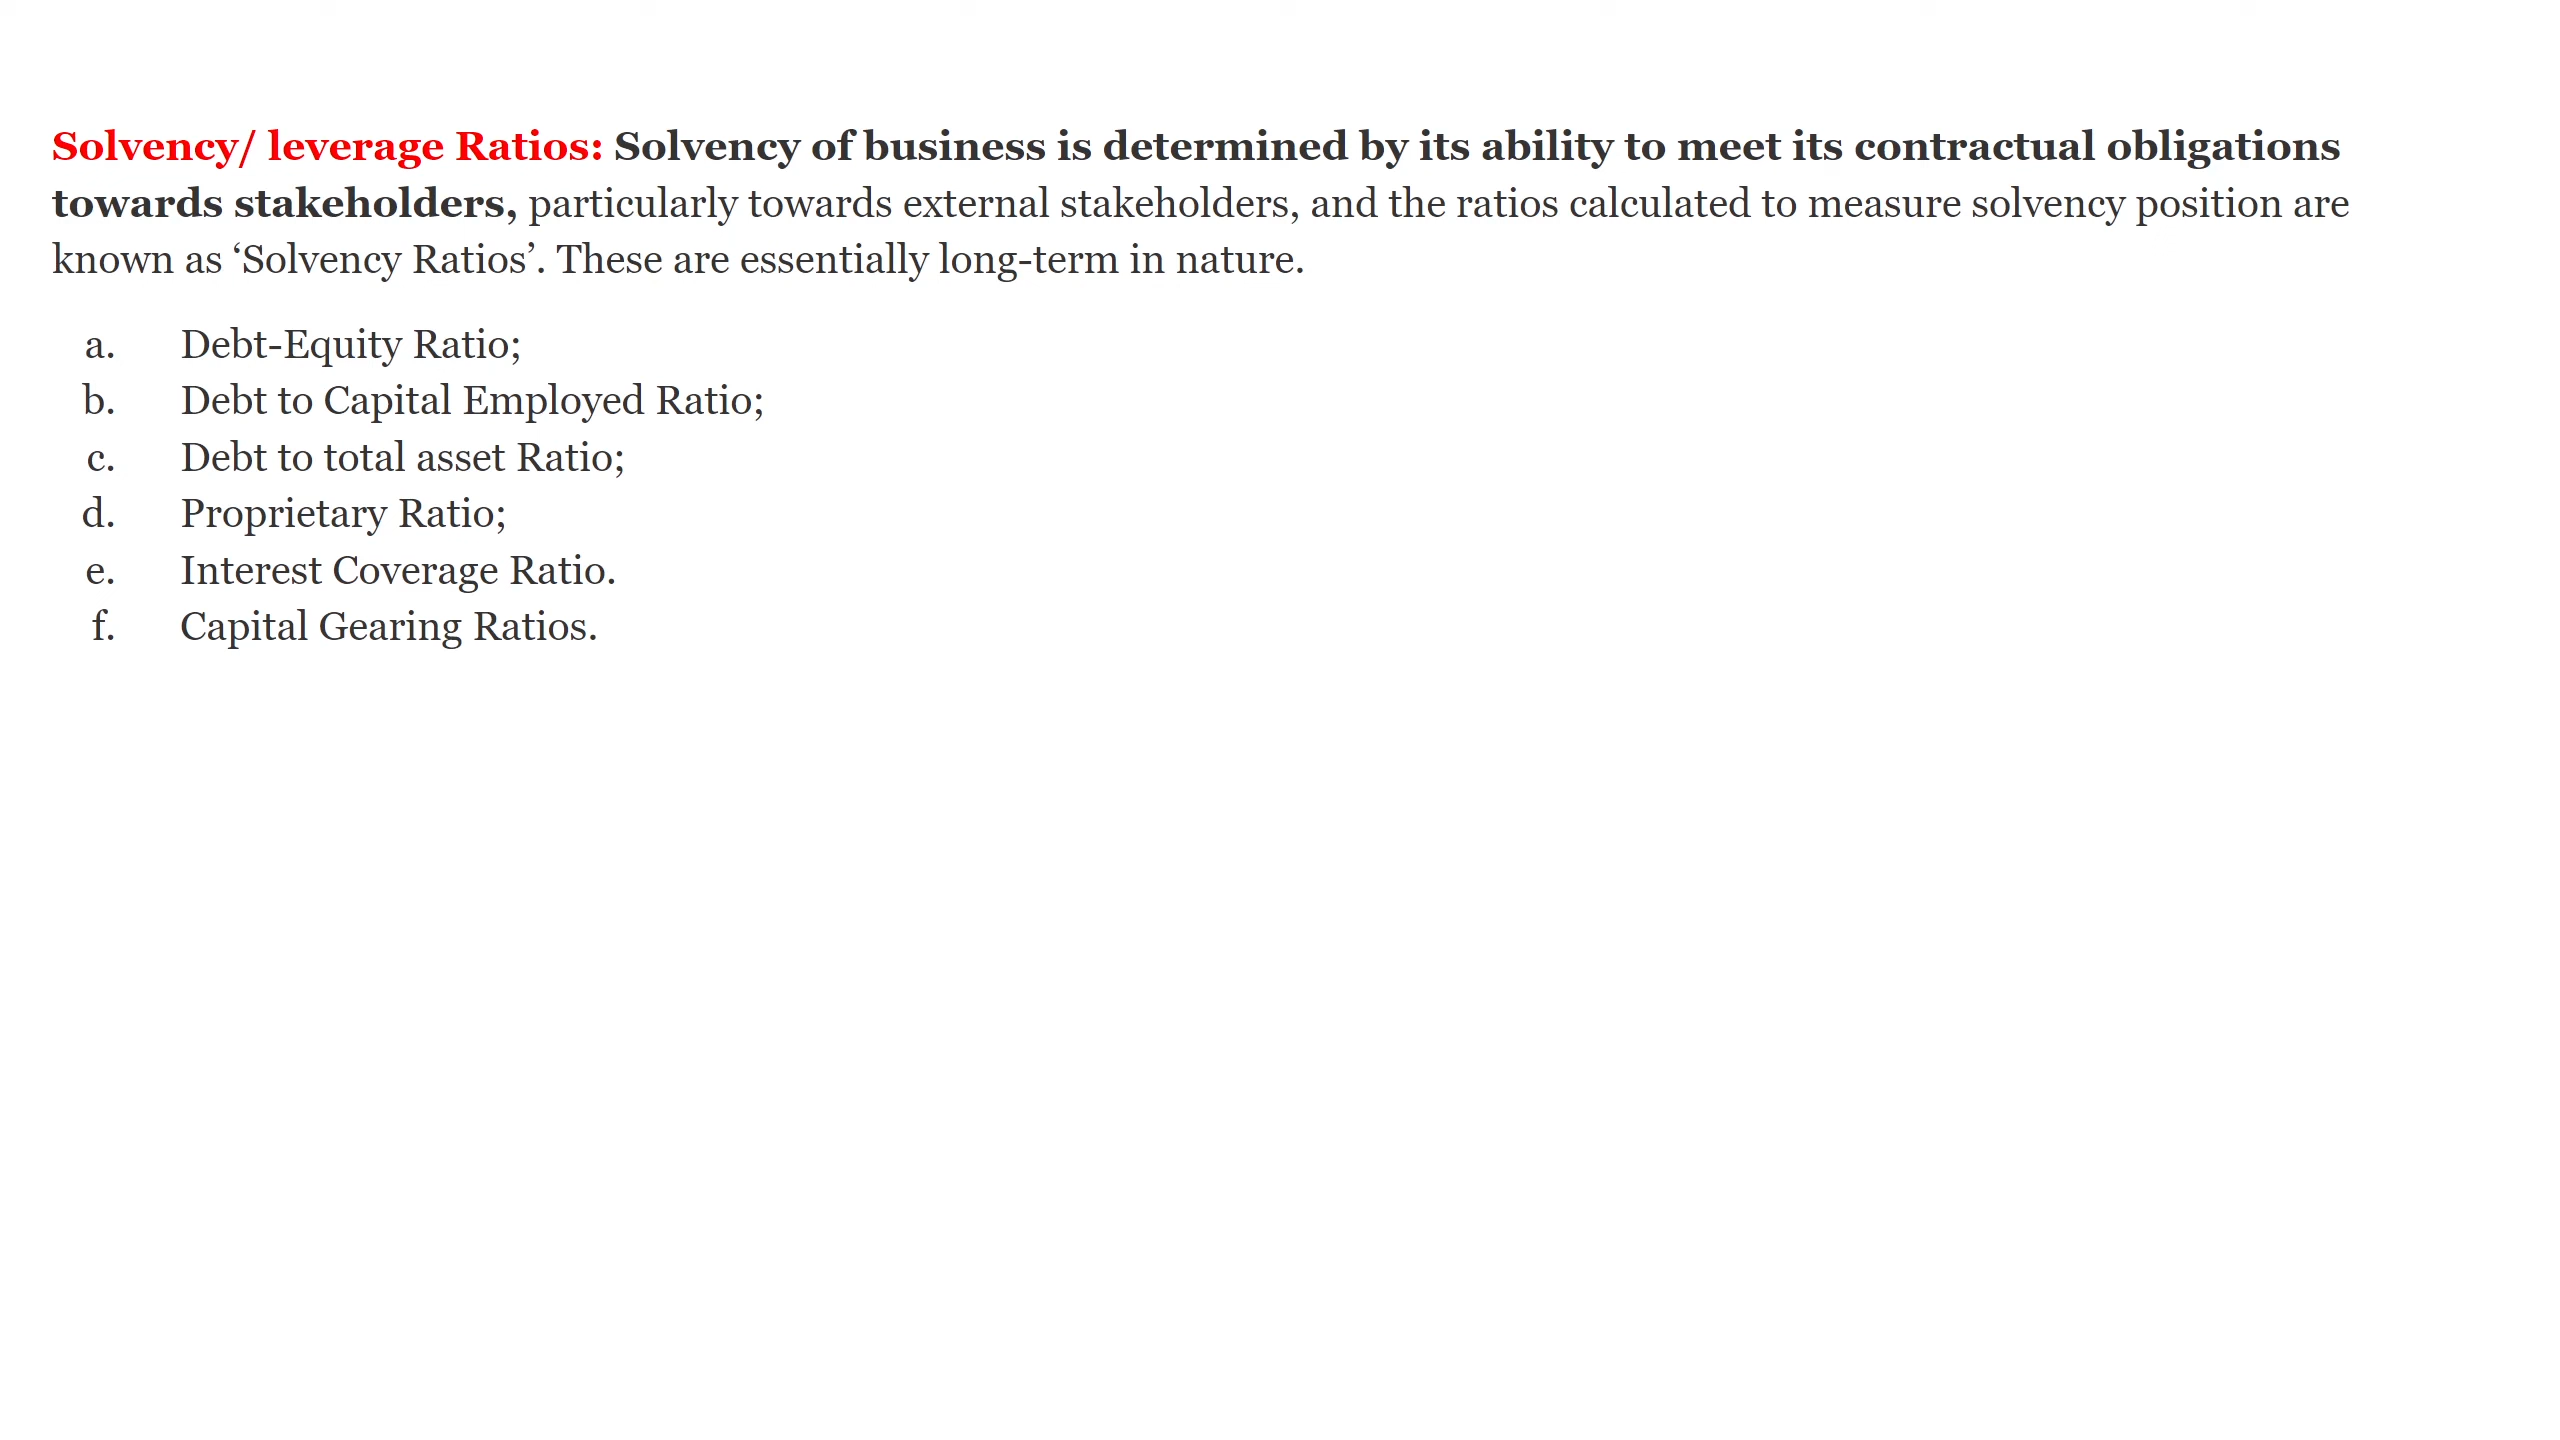 Solvency/ leverage Ratios: Solvency of business is determined by its ability to meet its contractual obligations
towards stakeholders, particularly towards external stakeholders, and the ratios calculated to measure solvency position are
known as ‘Solvency Ratios’. These are essentially long-term in nature.
a. Debt-Equity Ratio;
b. Debt to Capital Employed Ratio;
c. Debt to total asset Ratio;
d. Proprietary Ratio;
e. Interest Coverage Ratio.
f. Capital Gearing Ratios.